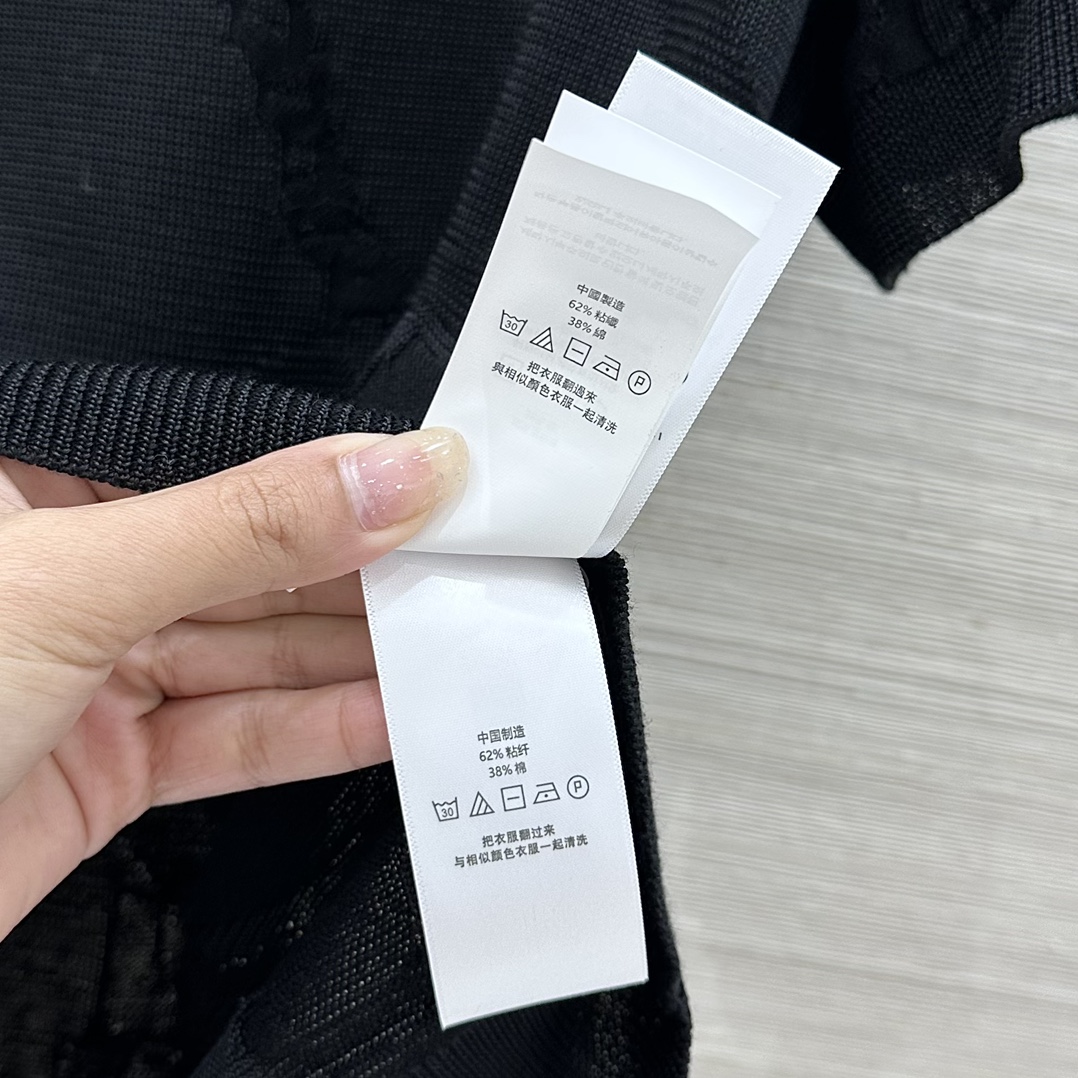 中國製造
62% 粘纖
38% 綿
30
P
把衣服翻過來
與相似顏色衣服一起清洗
中国制造
62% 粘纤
38% 棉
30
P
把衣服翻过来
与相似颜色衣服一起清洗